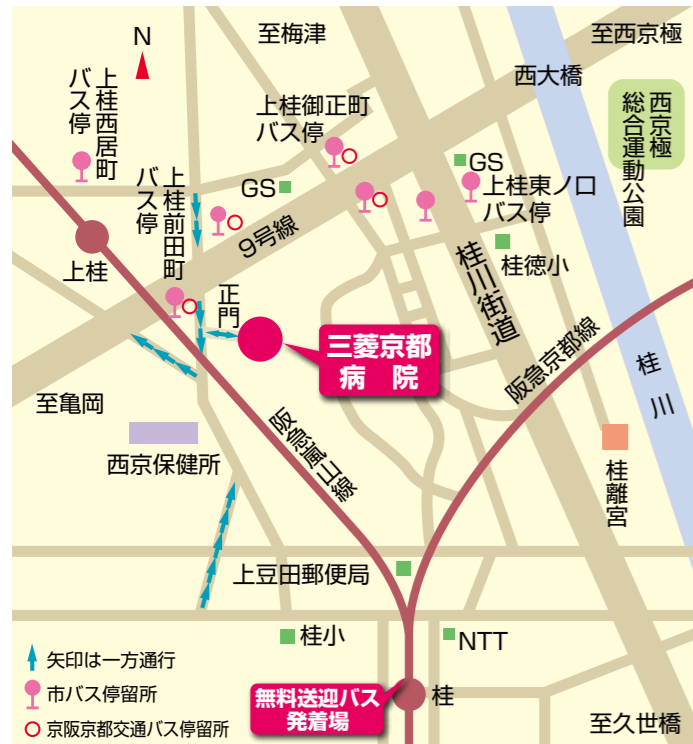 N
至梅津
至西京極
西大橋
西京極
総合運動公園
上桂西居町
バス停
上桂御正町
バス停
GS
上桂東ノ口
バス停
GS
上桂前田町
バス停
9号線
上桂
正門
桂徳小
桂川街道
三菱京都
病 院
阪急京都線
桂川
至亀岡
阪急嵐山線
西京保健所
桂離宮
上豆田郵便局
桂小
NTT
矢印は一方通行
市バス停留所
京阪京都交通バス停留所
無料送迎バス
発着場
桂
至久世橋